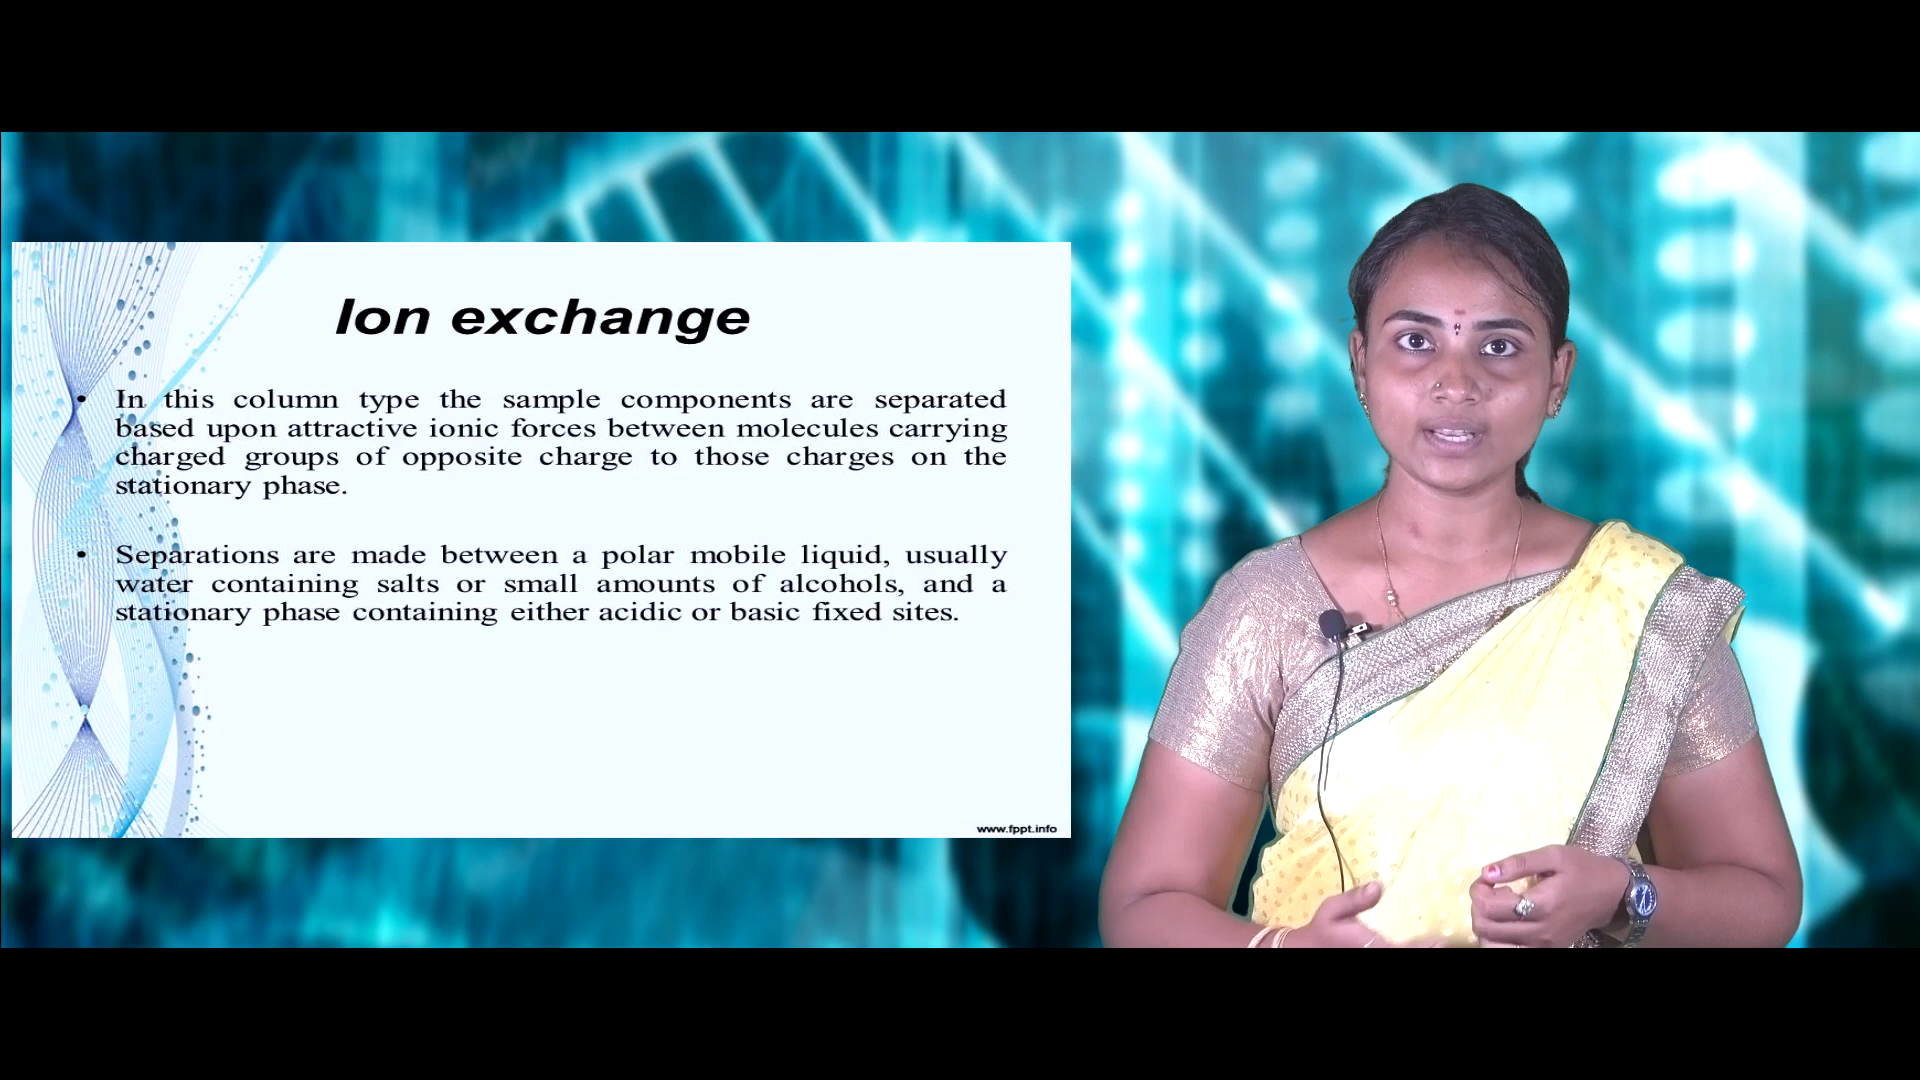 Ion exchange
• In this column type the sample components are separated
based upon attractive ionic forces between molecules carrying
charged groups of opposite charge to those charges on the
stationary phase.
• Separations are made between a polar mobile liquid, usually
water containing salts or small amounts of alcohols, and a
stationary phase containing either acidic or basic fixed sites.
www.fppt.info